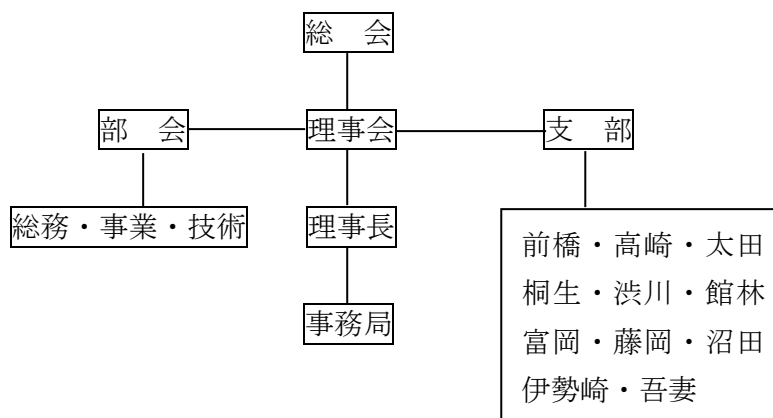 総　会
部　会
理事会
支　部
総務・事業・技術
理事長
事務局
前橋・高崎・太田
桐生・渋川・館林
富岡・藤岡・沼田
伊勢崎・吾妻